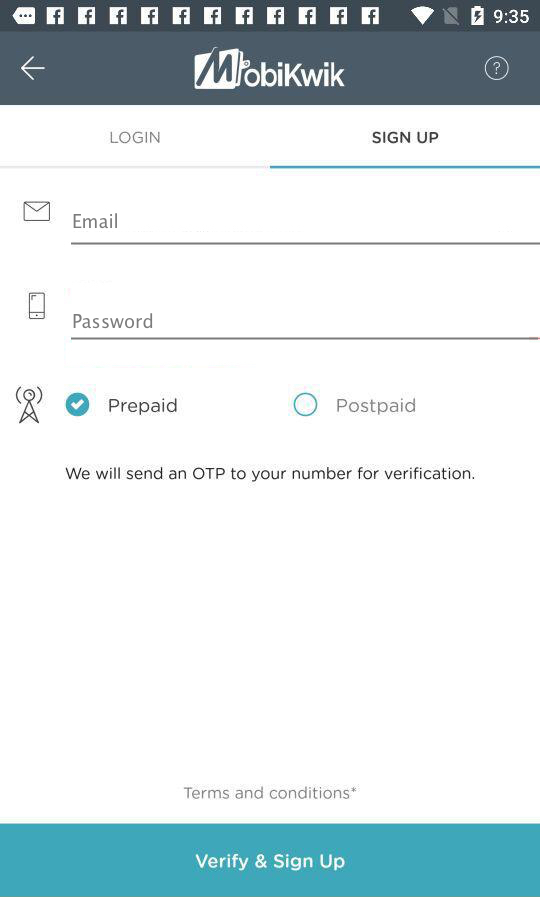 9:35
MobiKwik
?
LOGIN
SIGN UP
Email
Password
Prepaid
Postpaid
We will send an OTP to your number for verification.
Terms and conditions*
Verify & Sign Up